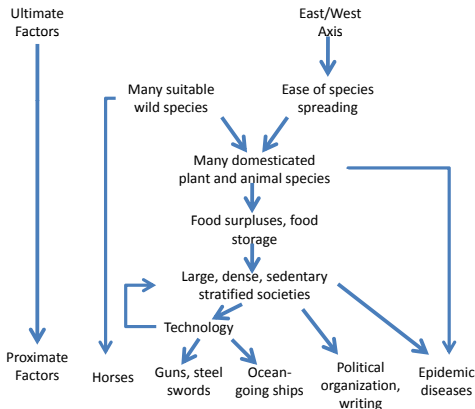 Ultimate
Factors
East/West
Axis
Many suitable
wild species
Ease of species
spreading
Many domesticated
plant and animal species
Food surpluses, food
storage
Large, dense, sedentary
stratified societies
Technology
Proximate
Factors
Horses
Guns, steel
swords
Ocean-
going ships
Political
organization,
writing
Epidemic
diseases